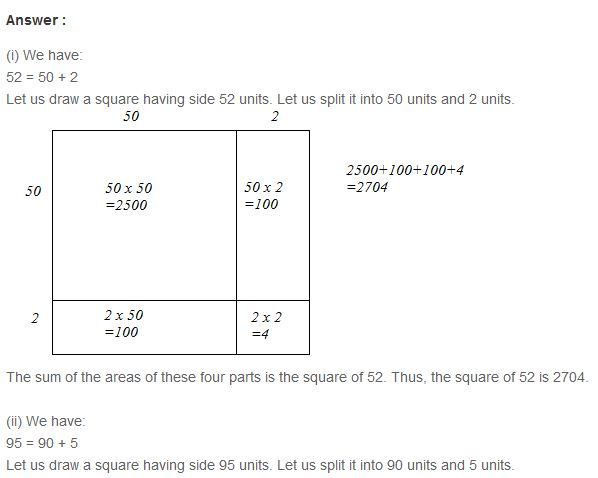 Answer :
(i) We have:
52 = 50 + 2
Let us draw a square having side 52 units. Let us split it into 50 units and 2 units.
50 2
50 50 x 50 50 x 2 2500+100+100+4
=2500 =100 =2704
2 2 x 50 2 x 2
=100 =4
The sum of the areas of these four parts is the square of 52. Thus, the square of 52 is 2704.
(ii) We have:
95 = 90 + 5
Let us draw a square having side 95 units. Let us split it into 90 units and 5 units.